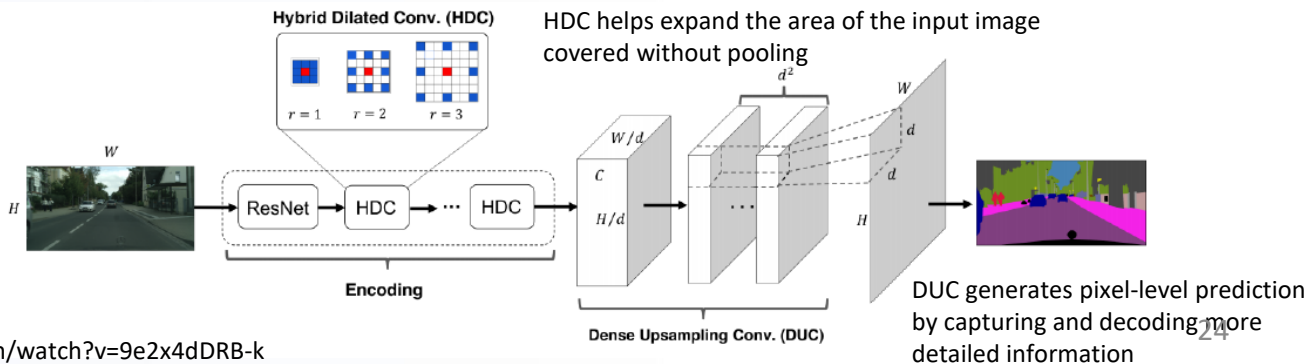 Hybrid Dilated Conv. (HDC)
HDC helps expand the area of the input image
covered without pooling
r = 1
r = 2
r = 3
d²
W
d
d
H
W/d
C
H/d
...
W
H
ResNet
HDC
...
HDC
Encoding
Dense Upsampling Conv. (DUC)
DUC generates pixel-level prediction
by capturing and decoding more
detailed information
24
n/watch?v=9e2x4dDRB-k